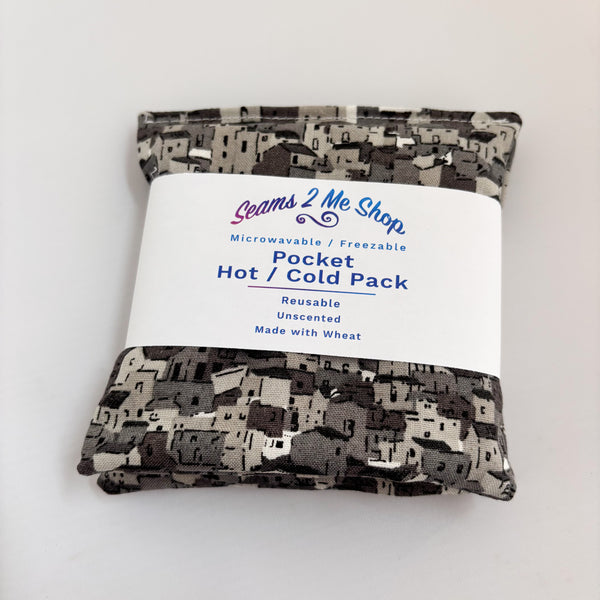 Seams 2 Me Shop
Microwavable / Freezable
Pocket
Hot / Cold Pack
Reusable
Unscented
Made with Wheat